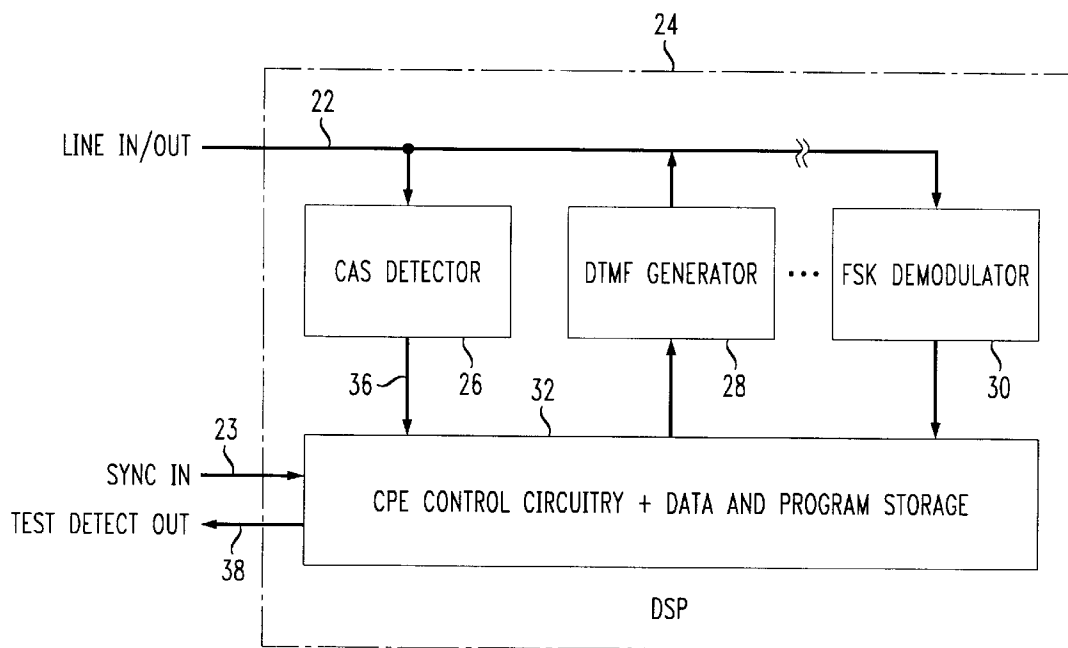 24
22
LINE IN/OUT
CAS DETECTOR
DTMF GENERATOR
•••
FSK DEMODULATOR
36
26
28
30
32
23
SYNC IN
CPE CONTROL CIRCUITRY + DATA AND PROGRAM STORAGE
TEST DETECT OUT
38
DSP